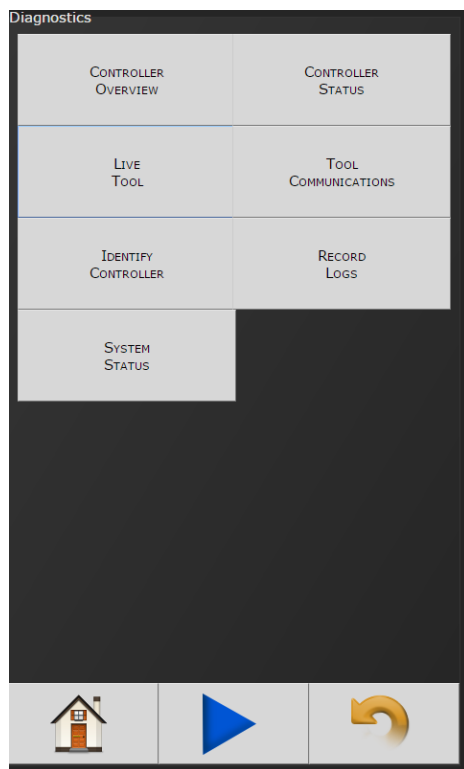 Diagnostics
Controller
Overview
Controller
Status
Live
Tool
Tool
Communications
Identify
Controller
Record
Logs
System
Status